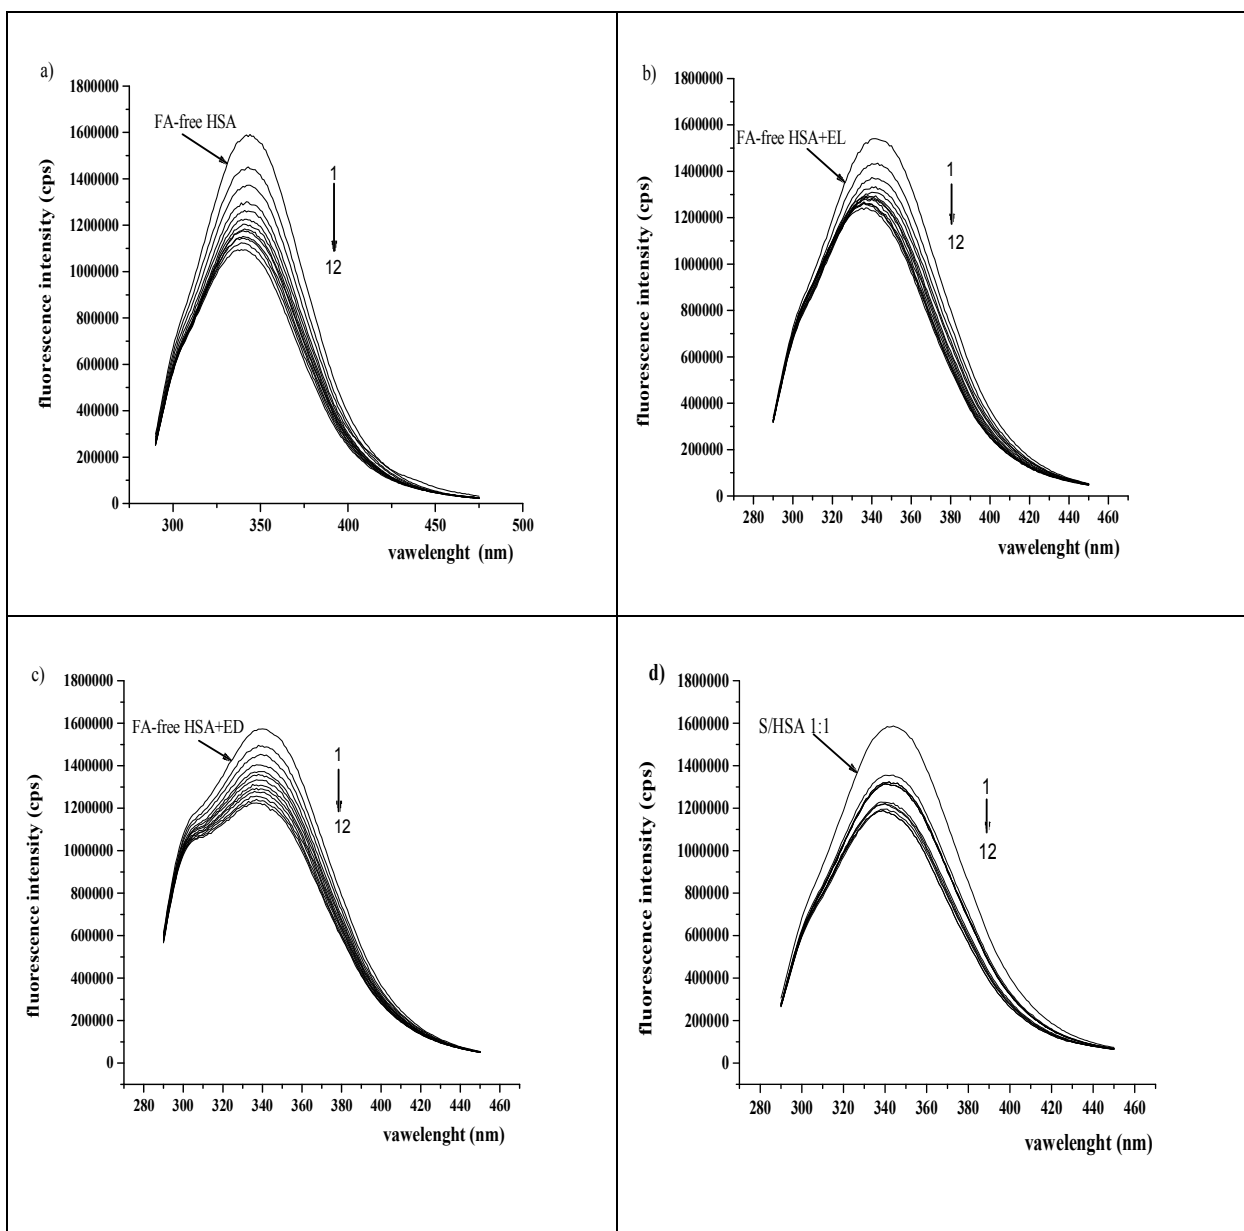 a)
1800000
1600000
1400000
1200000
1000000
800000
600000
400000
200000
0
fluorescence intensity (cps)
FA-free HSA
1
12
300 350 400 450 500
vawelenght (nm)
b)
1800000
1600000
1400000
1200000
1000000
800000
600000
400000
200000
0
fluorescence intensity (cps)
FA-free HSA+EL
1
12
280 300 320 340 360 380 400 420 440 460
vawelenght (nm)
c)
1800000
1600000
1400000
1200000
1000000
800000
600000
400000
200000
0
fluorescence intensity (cps)
FA-free HSA+ED
1
12
280 300 320 340 360 380 400 420 440 460
vawelenght (nm)
d)
1800000
1600000
1400000
1200000
1000000
800000
600000
400000
200000
0
fluorescence intensity (cps)
S/HSA 1:1
1
12
280 300 320 340 360 380 400 420 440 460
vawelenght (nm)